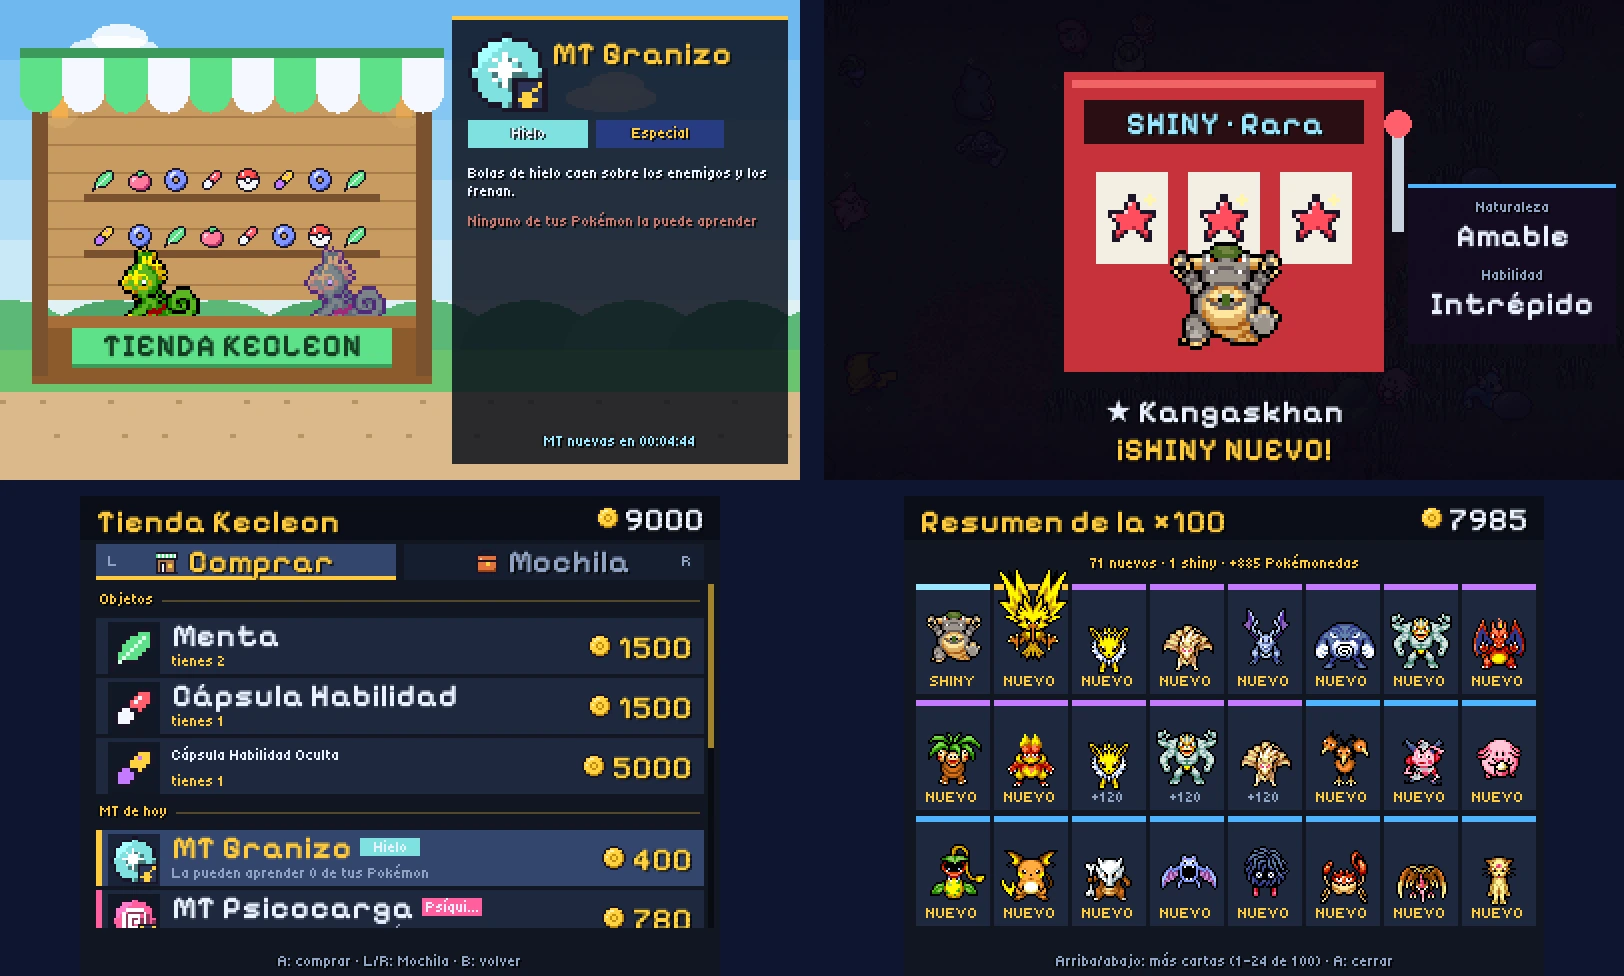 MT Granizo
Hielo
Especial
Bolas de hielo caen sobre los enemigos y los
frenan.
Ninguno de tus Pokémon la puede aprender
TIENDA KECLEON
MT nuevas en 00:04:44
SHINY · Rara
Naturaleza
Amable
Habilidad
Intrépido
★ Kangaskhan
¡SHINY NUEVO!
Tienda Kecleon
9000
L
Comprar
Mochila
R
Objetos
Menta
tienes 2
1500
Cápsula Habilidad
tienes 1
1500
Cápsula Habilidad Oculta
tienes 1
5000
MT de hoy
MT Granizo
Hielo
La pueden aprender 0 de tus Pokémon
400
MT Psicocarga
Psíqui...
780
A: comprar · L/R: Mochila · B: volver
Resumen de la ×100
7985
71 nuevos · 1 shiny · +885 Pokémonedas
SHINY NUEVO NUEVO NUEVO NUEVO NUEVO NUEVO NUEVO
NUEVO NUEVO +120 +120 +120 NUEVO NUEVO NUEVO
NUEVO NUEVO NUEVO NUEVO NUEVO NUEVO NUEVO NUEVO
Arriba/abajo: más cartas (1-24 de 100) · A: cerrar